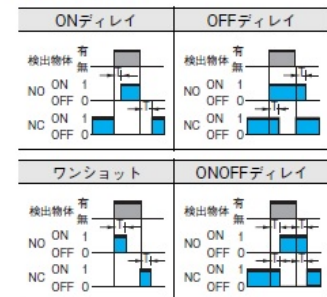 ONディレイ
OFFディレイ
検出物体 有 無
T
NO ON 1
OFF 0
T
NC ON 1
OFF 0
検出物体 有 無
T
NO ON 1
OFF 0
T
NC ON 1
OFF 0
ワンショット
ONOFFディレイ
検出物体 有 無
T
NO ON 1
OFF 0
T
NC ON 1
OFF 0
検出物体 有 無
T T
NO ON 1
OFF 0
T T
NC ON 1
OFF 0